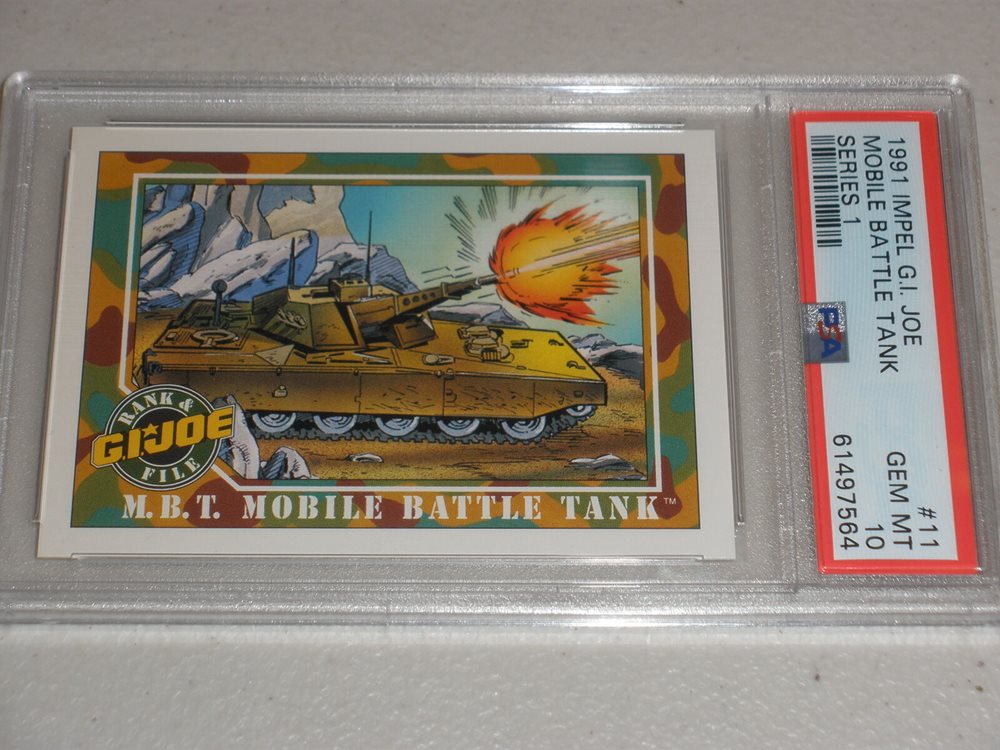 RANK &
G.I.JOE
FILE
M.B.T. MOBILE BATTLE TANK™
1991 IMPEL G.I. JOE #11
MOBILE BATTLE TANK GEM MT
SERIES 1 10
PSA
61497564